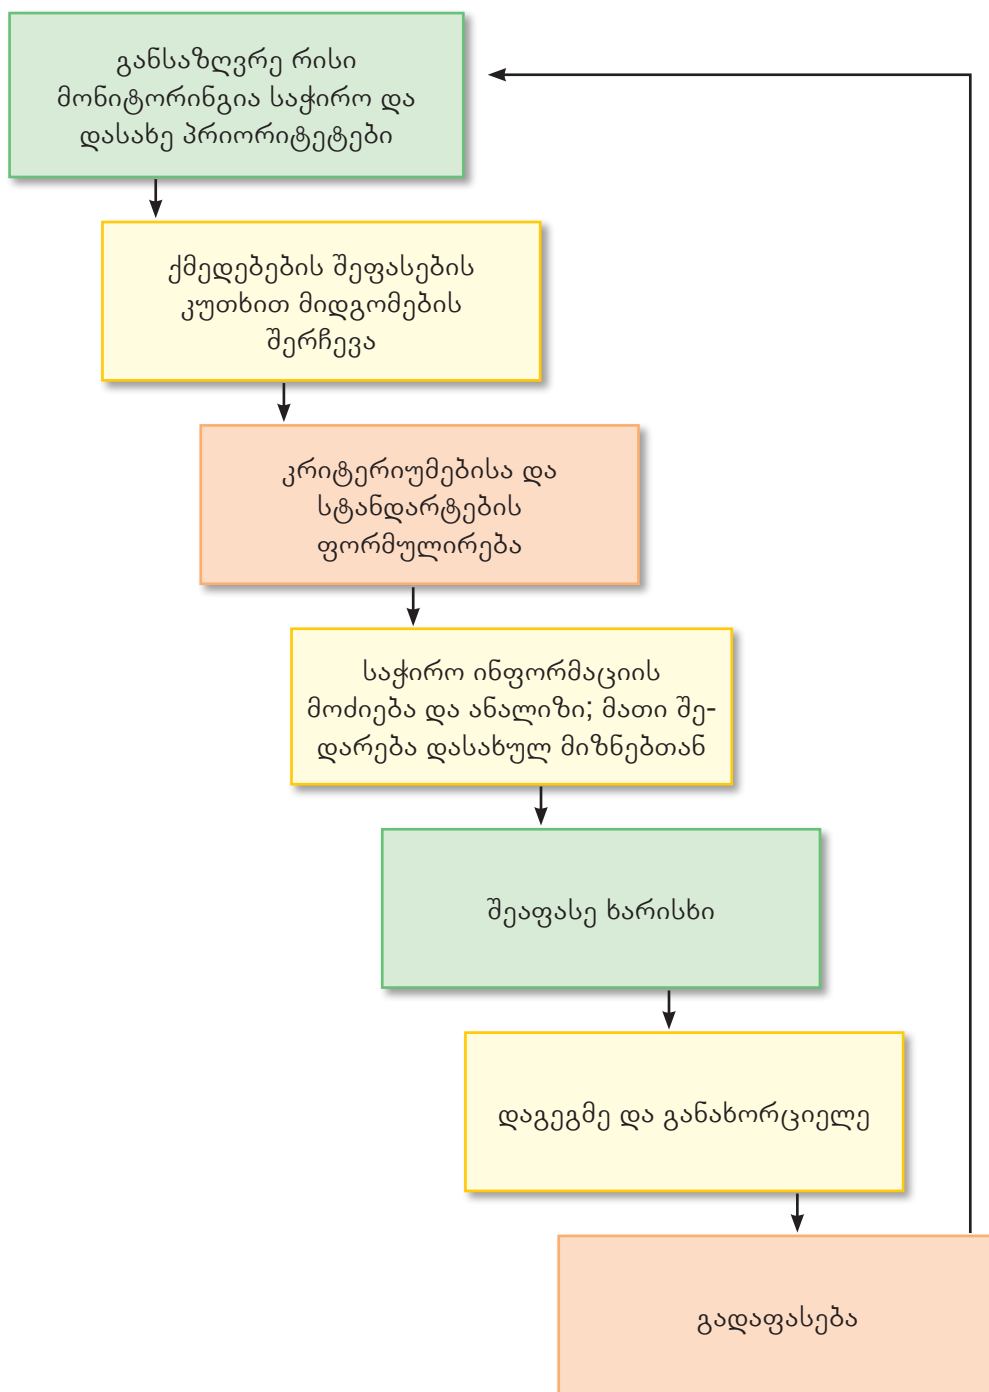 განსაზღვრე რისი
მონიტორინგია საჭირო და
დასახე პრიორიტეტები
ქმედებების შეფასების
კუთხით მიდგომების
შერჩევა
კრიტერიუმებისა და
სტანდარტების
ფორმულირება
საჭირო ინფორმაციის
მოძიება და ანალიზი; მათი შე-
დარება დასახულ მიზნებთან
შეაფასე ხარისხი
დაგეგმე და განახორციელე
გადაფასება